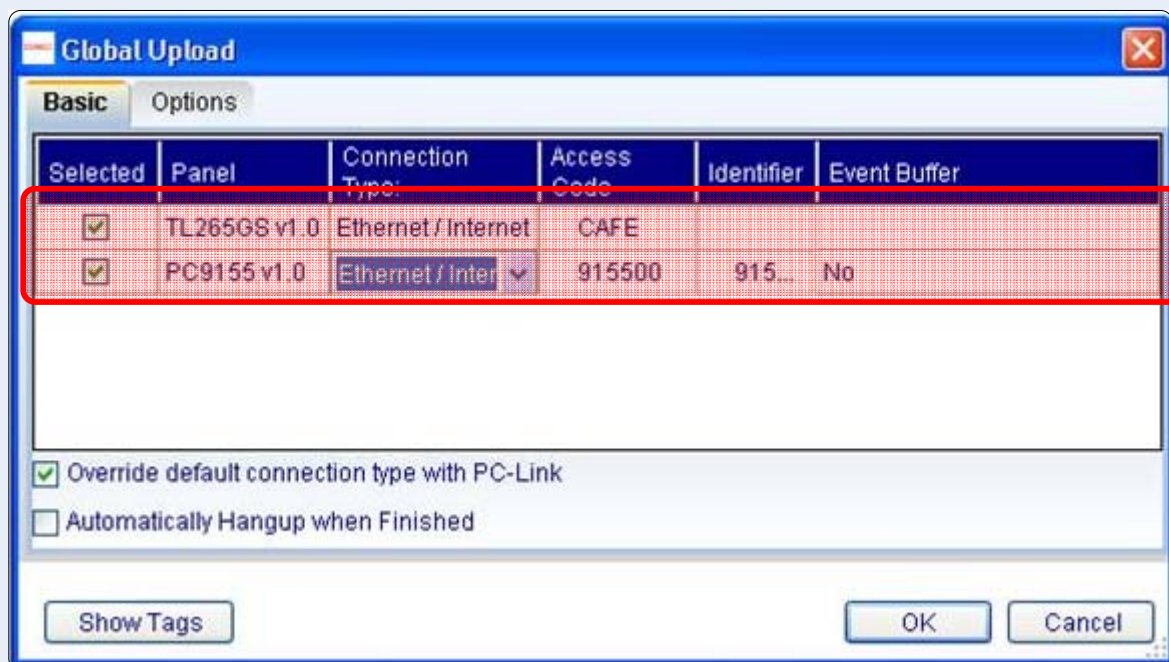 Global Upload
Basic Options
Selected Panel Connection Type: Access Code Identifier Event Buffer
TL265GS v1.0 Ethernet / Internet CAFE
PC9155 v1.0 Ethernet / Inter 915500 915... No
Override default connection type with PC-Link
Automatically Hangup when Finished
Show Tags OK Cancel